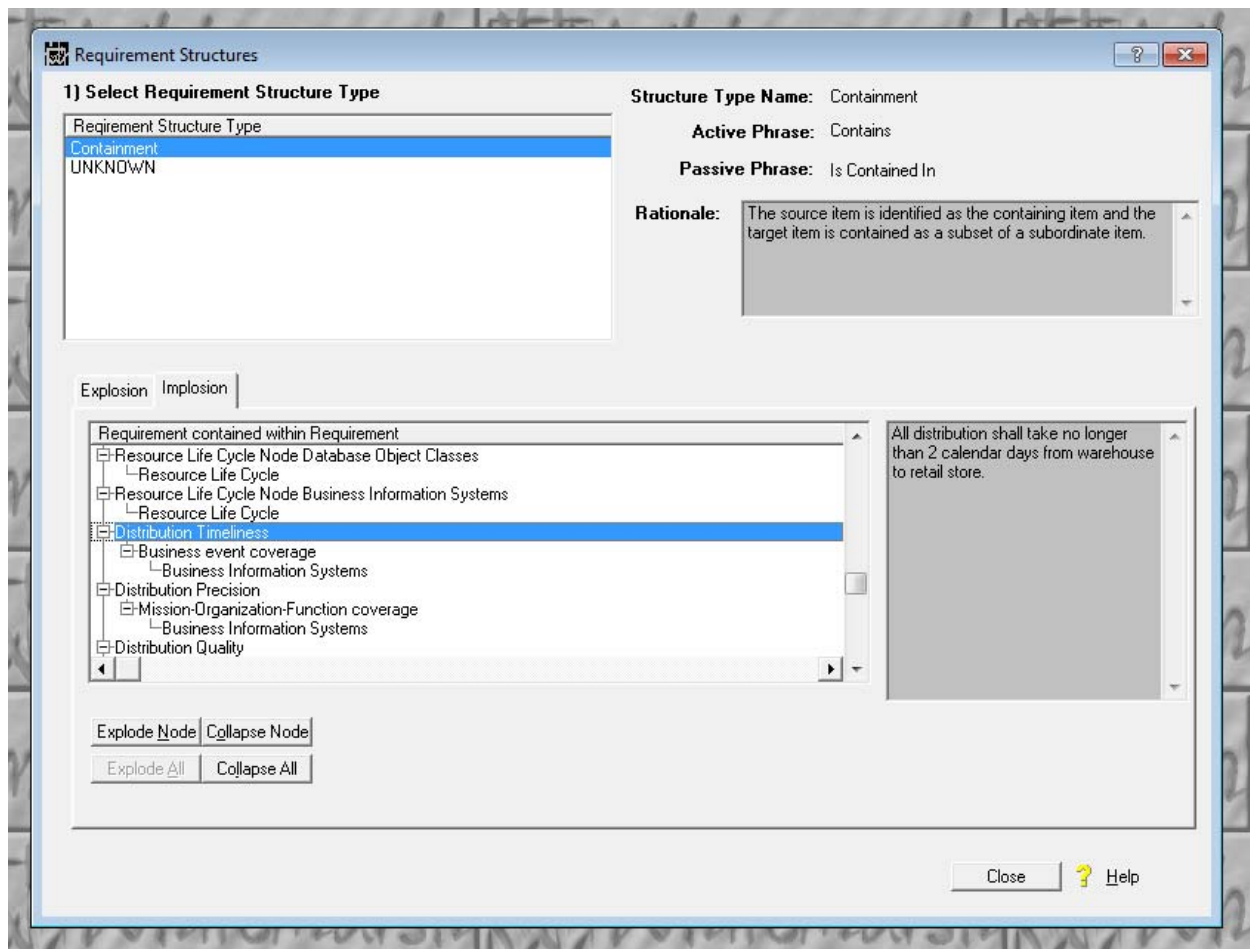 Requirement Structures
1) Select Requirement Structure Type
Reqirement Structure Type
Containment
UNKNOWN
Structure Type Name: Containment
Active Phrase: Contains
Passive Phrase: Is Contained In
Rationale: The source item is identified as the containing item and the
target item is contained as a subset of a subordinate item.
Explosion Implosion
Requirement contained within Requirement
Resource Life Cycle Node Database Object Classes
Resource Life Cycle
Resource Life Cycle Node Business Information Systems
Resource Life Cycle
Distribution Timeliness
Business event coverage
Business Information Systems
Distribution Precision
Mission-Organization-Function coverage
Business Information Systems
Distribution Quality
All distribution shall take no longer
than 2 calendar days from warehouse
to retail store.
Explode Node Collapse Node
Explode All Collapse All
Close ? Help